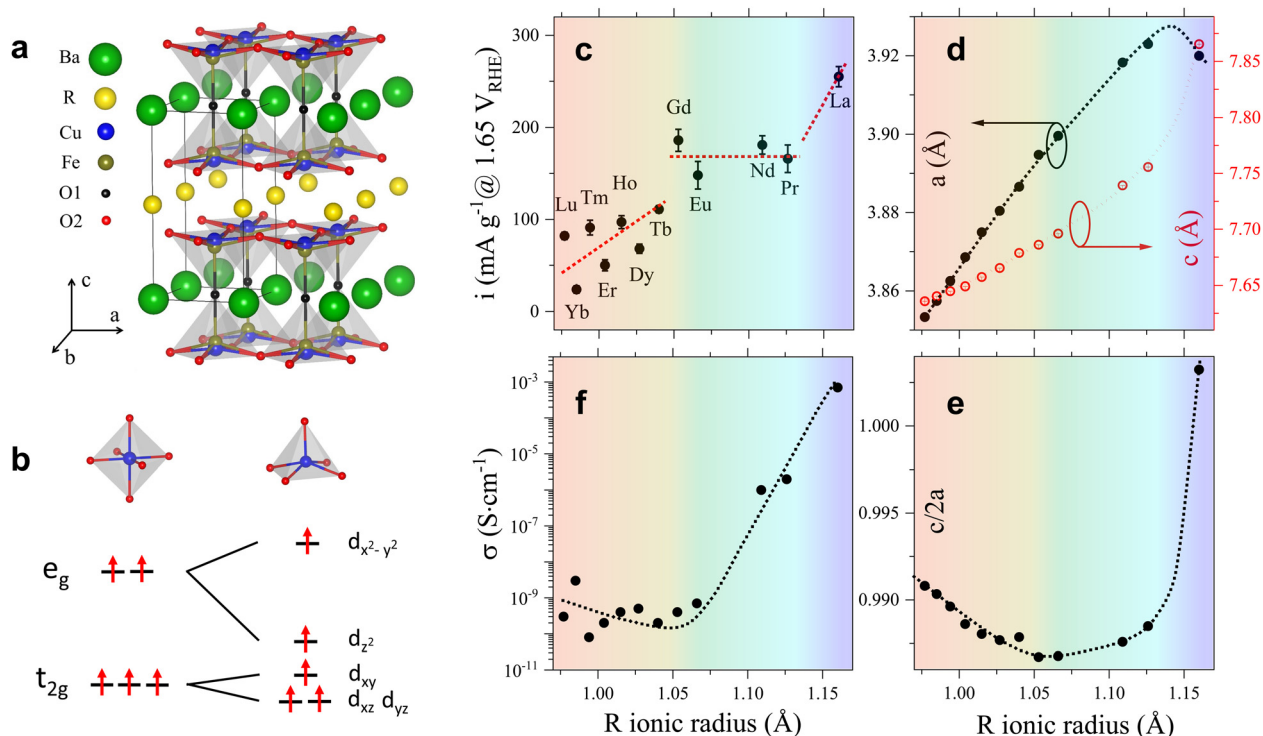 a
Ba
R
Cu
Fe
O1
O2
c
a
b
b
e_g
t_2g
d_x²-y²
d_z²
d_xy
d_xz d_yz
c
i (mA g⁻¹@ 1.65 V_RHE)
300
200
100
0
Lu
Yb
Tm
Er
Ho
Dy
Tb
Gd
Eu
Nd
Pr
La
d
a (Å)
3.92
3.90
3.88
3.86
c (Å)
7.85
7.80
7.75
7.70
7.65
f
σ (S·cm⁻¹)
10⁻³
10⁻⁵
10⁻⁷
10⁻⁹
10⁻¹¹
1.00
1.05
1.10
1.15
R ionic radius (Å)
e
c/2a
1.000
0.995
0.990
1.00
1.05
1.10
1.15
R ionic radius (Å)